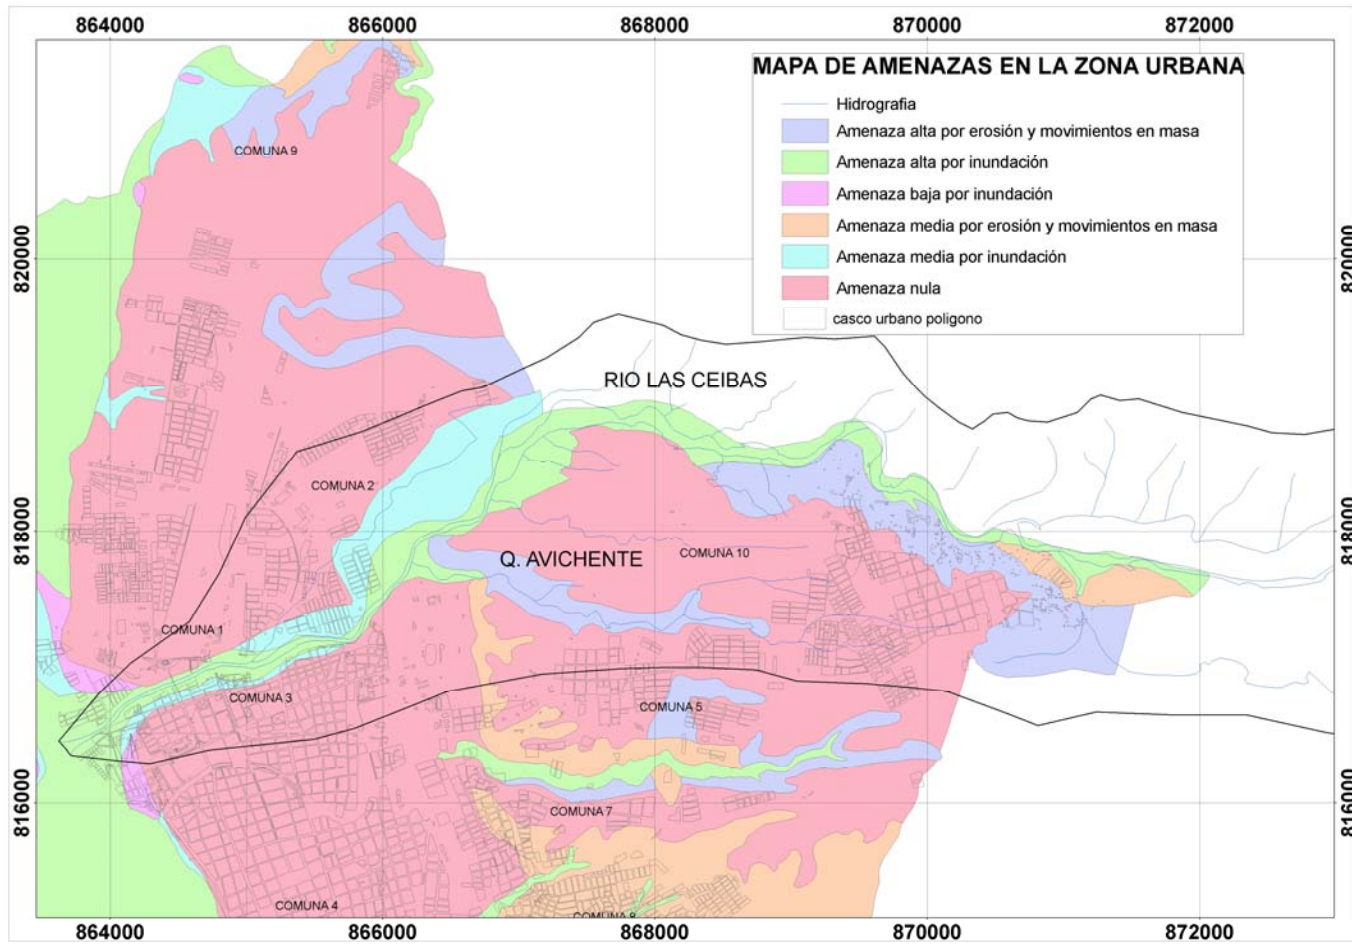 864000 866000 868000 870000 872000
MAPA DE AMENAZAS EN LA ZONA URBANA
Hidrografia
Amenaza alta por erosión y movimientos en masa
Amenaza alta por inundación
Amenaza baja por inundación
Amenaza media por erosión y movimientos en masa
Amenaza media por inundación
Amenaza nula
casco urbano poligono
COMUNA 9
820000 820000
RIO LAS CEIBAS
COMUNA 2
818000 818000
Q. AVICHENTE
COMUNA 10
COMUNA 1
COMUNA 3
COMUNA 5
816000 816000
COMUNA 7
COMUNA 4
COMUNA 8
864000 866000 868000 870000 872000